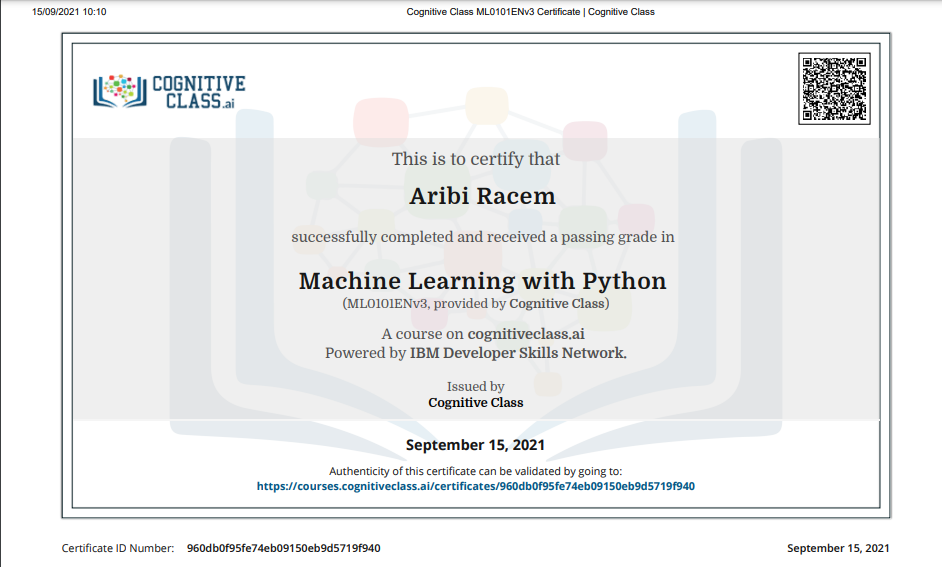 15/09/2021 10:10 Cognitive Class ML0101ENv3 Certificate | Cognitive Class
COGNITIVE
CLASS.ai
This is to certify that
Aribi Racem
successfully completed and received a passing grade in
Machine Learning with Python
(ML0101ENv3, provided by Cognitive Class)
A course on cognitiveclass.ai
Powered by IBM Developer Skills Network.
Issued by
Cognitive Class
September 15, 2021
Authenticity of this certificate can be validated by going to:
https://courses.cognitiveclass.ai/certificates/960db0f95fe74eb09150eb9d5719f940
Certificate ID Number: 960db0f95fe74eb09150eb9d5719f940 September 15, 2021